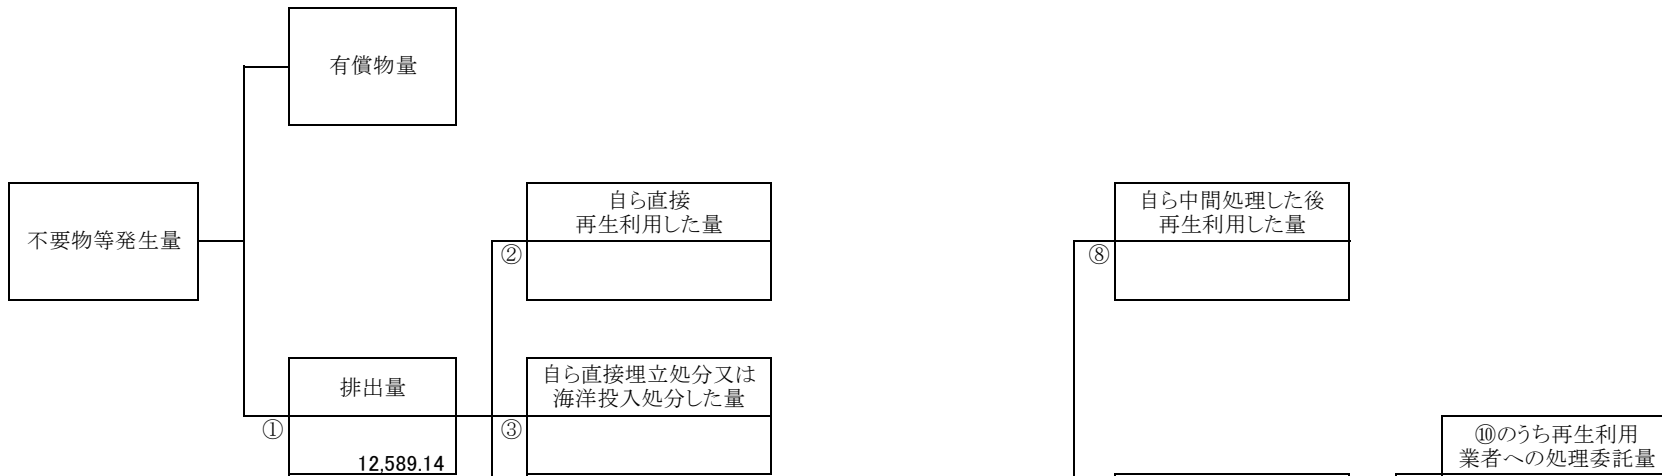 有償物量
不要物等発生量
自ら直接
再生利用した量
②
自ら中間処理した後
再生利用した量
⑧
排出量
①
12,589.14
自ら直接埋立処分又は
海洋投入処分した量
③
⑩のうち再生利用
業者への処理委託量